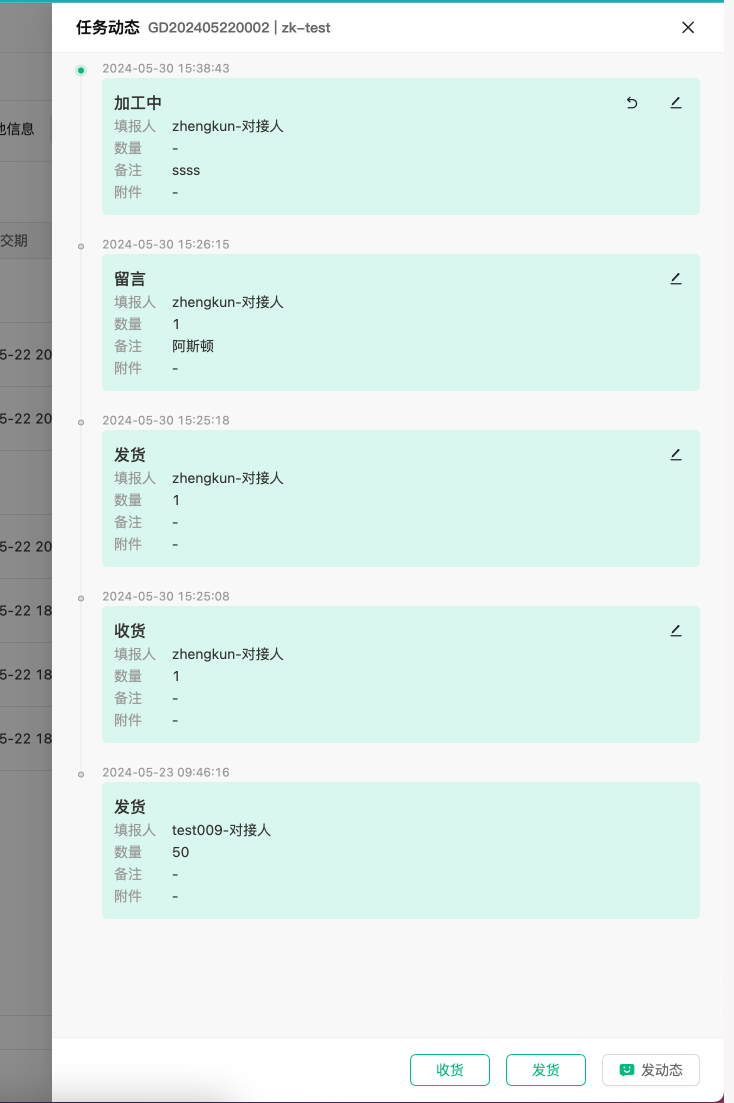 任务动态 GD202405220002 | zk-test
2024-05-30 15:38:43
加工中
填报人 zhengkun-对接人
数量 -
备注 ssss
附件 -
2024-05-30 15:26:15
留言
填报人 zhengkun-对接人
数量 1
备注 阿斯顿
附件 -
2024-05-30 15:25:18
发货
填报人 zhengkun-对接人
数量 1
备注 -
附件 -
2024-05-30 15:25:08
收货
填报人 zhengkun-对接人
数量 1
备注 -
附件 -
2024-05-23 09:46:16
发货
填报人 test009-对接人
数量 50
备注 -
附件 -
收货 发货 发动态
信息
交期
5-22 20
5-22 20
5-22 20
5-22 18
5-22 18
5-22 18